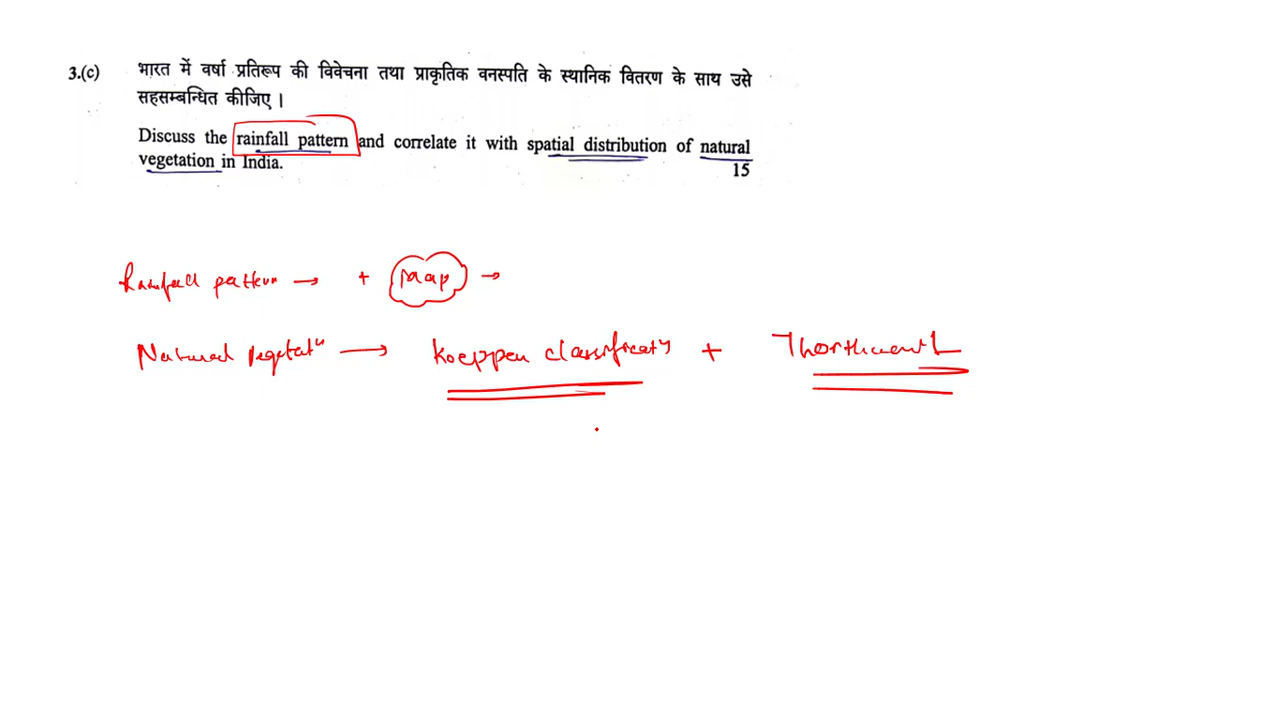 3.(c) भारत में वर्षा प्रतिरूप की विवेचना तथा प्राकृतिक वनस्पति के स्थानिक वितरण के साथ उसे
सहसम्बन्धित कीजिए।
Discuss the rainfall pattern and correlate it with spatial distribution of natural
vegetation in India.
15
Rainfall pattern → + Map →
Natural Vegetatn → Koeppen classificatn + Thornthwait